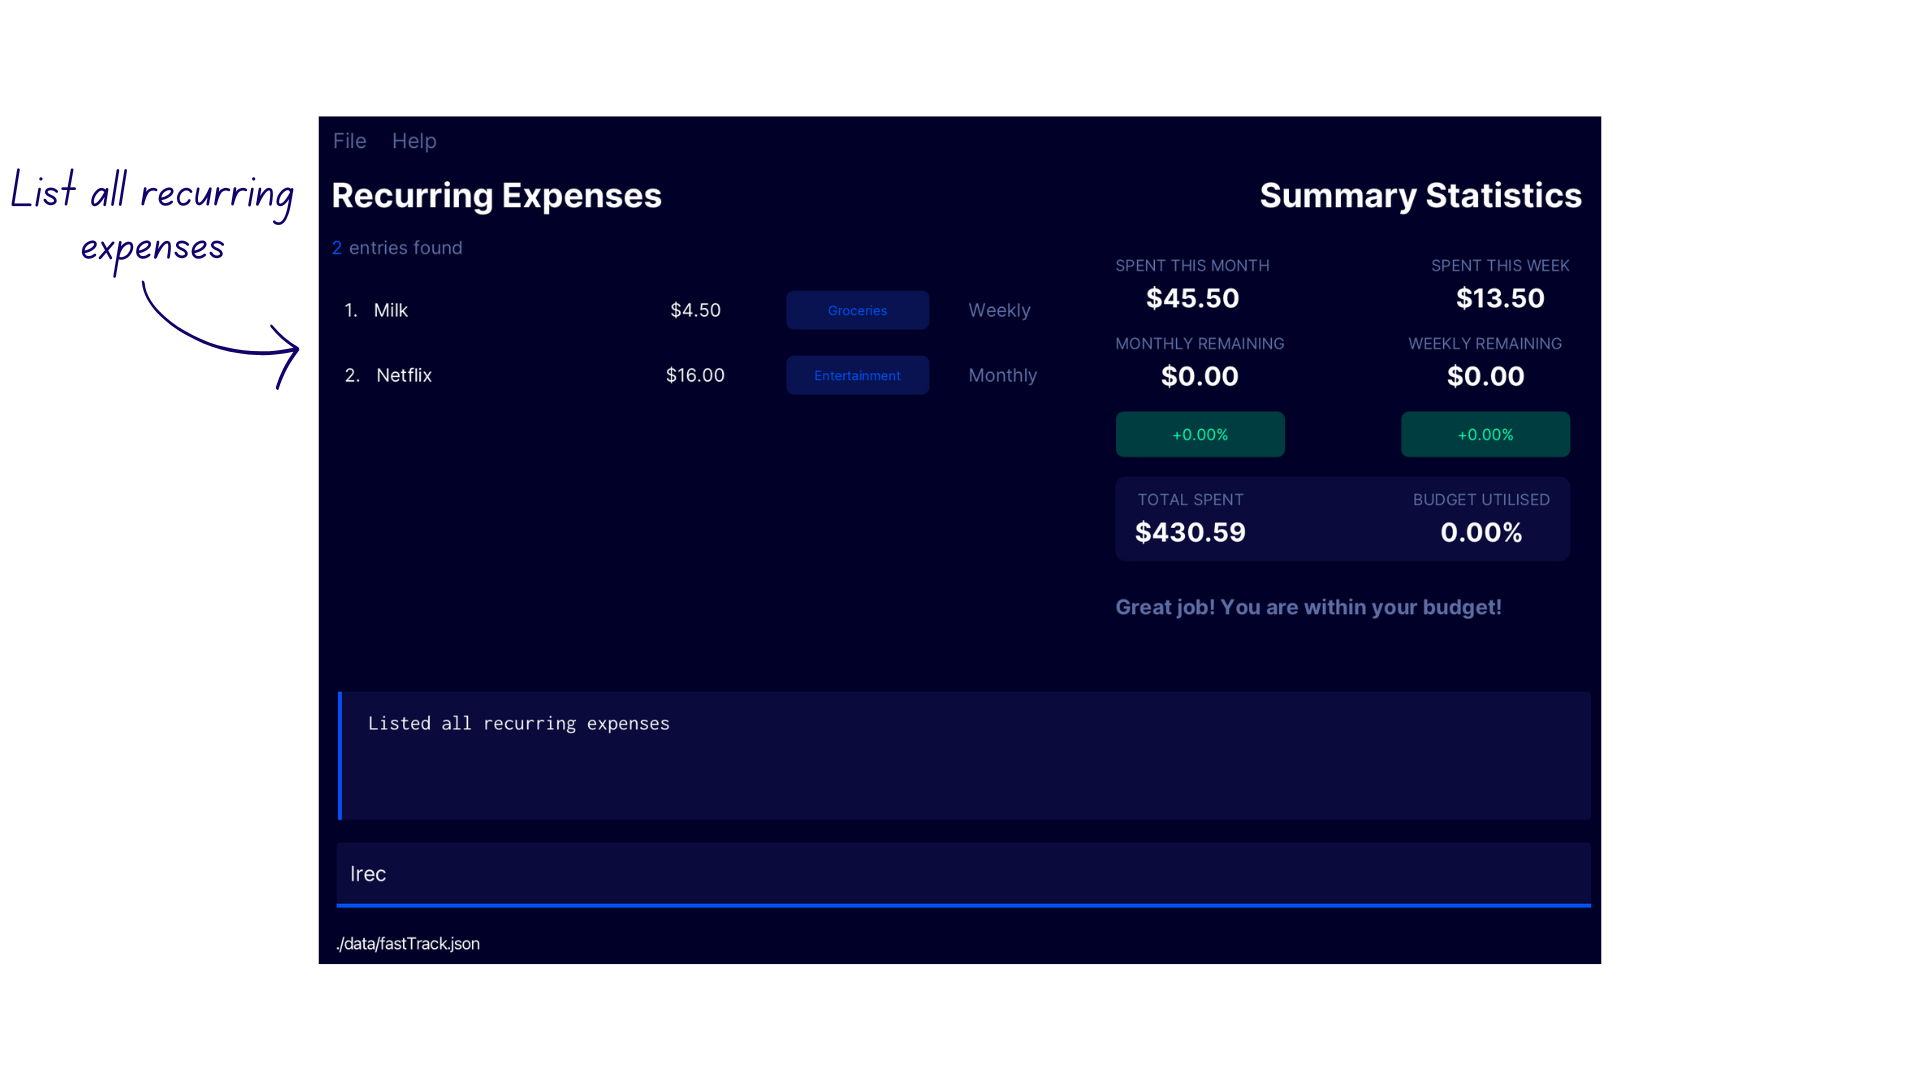 List all recurring
expenses
File Help
Recurring Expenses
2 entries found
1. Milk $4.50 Groceries Weekly
2. Netflix $16.00 Entertainment Monthly
Summary Statistics
SPENT THIS MONTH SPENT THIS WEEK
$45.50 $13.50
MONTHLY REMAINING WEEKLY REMAINING
$0.00 $0.00
+0.00% +0.00%
TOTAL SPENT BUDGET UTILISED
$430.59 0.00%
Great job! You are within your budget!
Listed all recurring expenses
lrec
./data/fastTrack.json